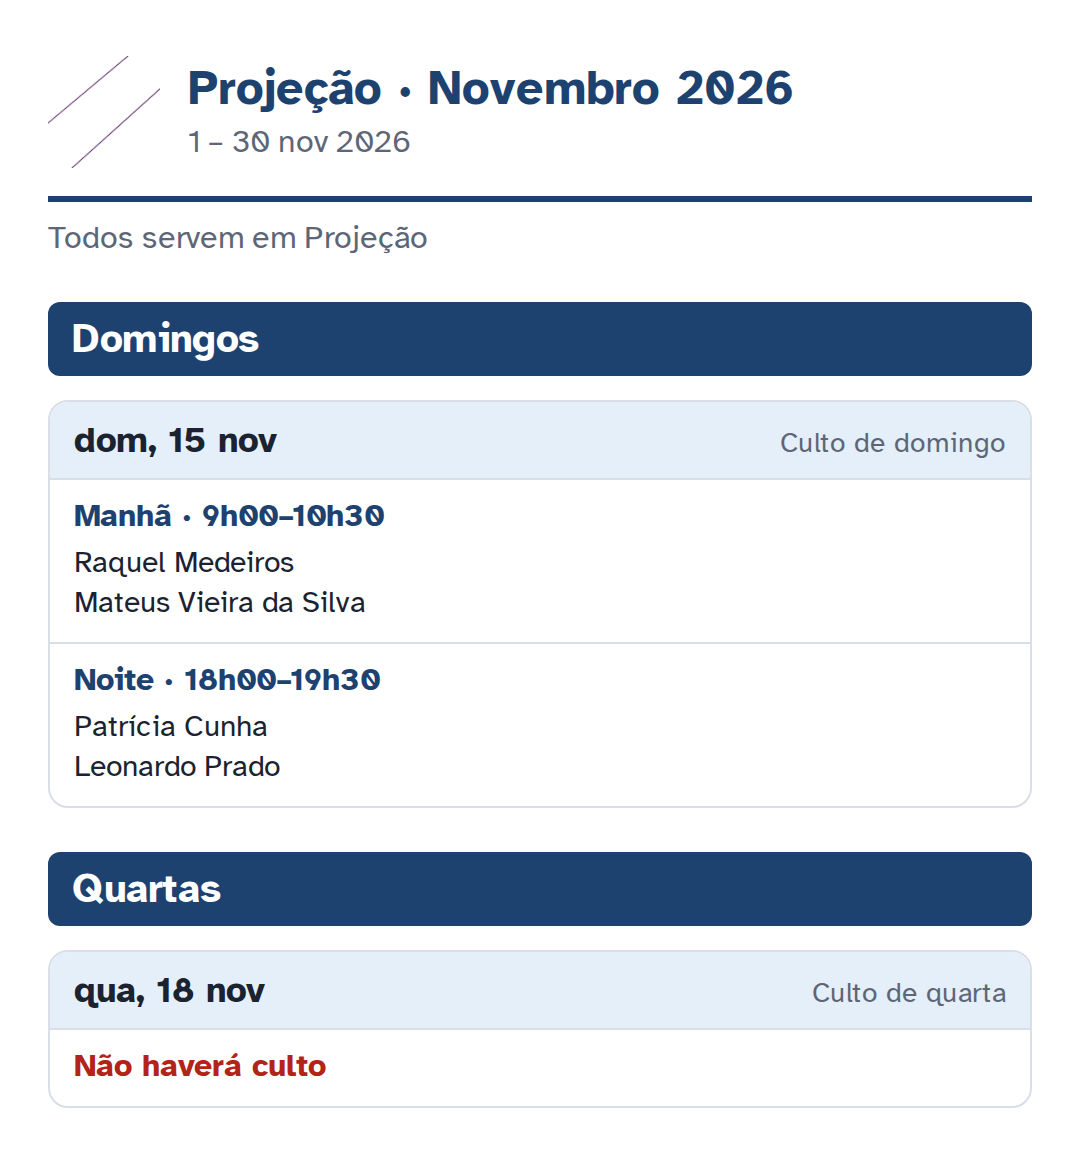 Projeção • Novembro 2026
1 – 30 nov 2026
Todos servem em Projeção
Domingos
dom, 15 nov
Culto de domingo
Manhã • 9h00–10h30
Raquel Medeiros
Mateus Vieira da Silva
Noite • 18h00–19h30
Patrícia Cunha
Leonardo Prado
Quartas
qua, 18 nov
Culto de quarta
Não haverá culto